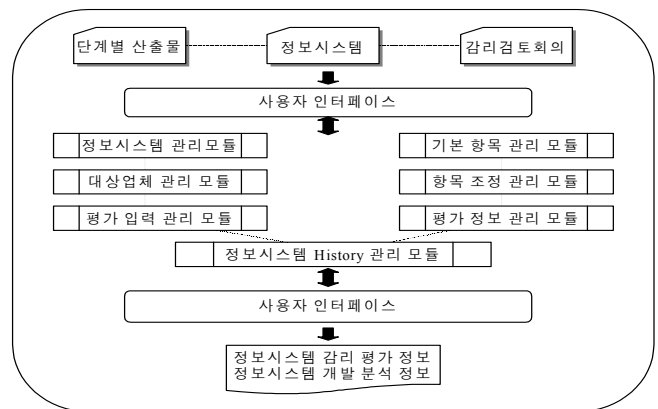 단계별 산출물
정보시스템
감리검토회의
사용자 인터페이스
정보시스템 관리모듈
기본 항목 관리 모듈
대상업체 관리 모듈
항목 조정 관리 모듈
평가 입력 관리 모듈
평가 정보 관리 모듈
정보시스템 History 관리 모듈
사용자 인터페이스
정보시스템 감리 평가 정보
정보시스템 개발 분석 정보